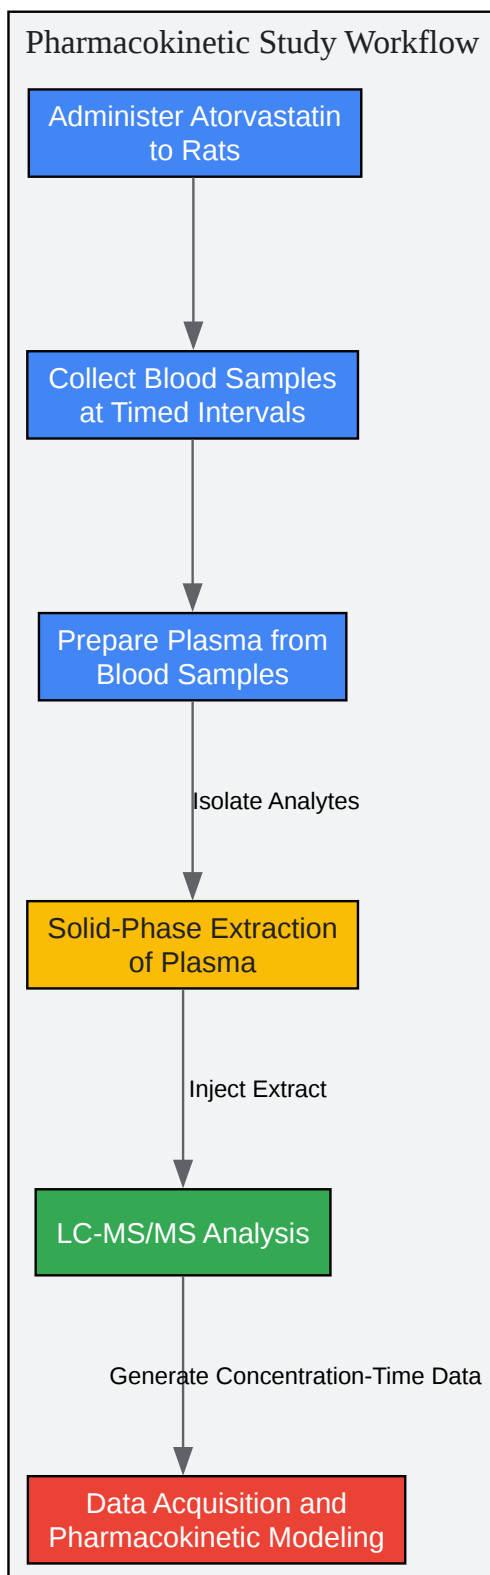 Pharmacokinetic Study Workflow
Administer Atorvastatin
to Rats
Collect Blood Samples
at Timed Intervals
Prepare Plasma from
Blood Samples
Isolate Analytes
Solid-Phase Extraction
of Plasma
Inject Extract
LC-MS/MS Analysis
Generate Concentration-Time Data
Data Acquisition and
Pharmacokinetic Modeling